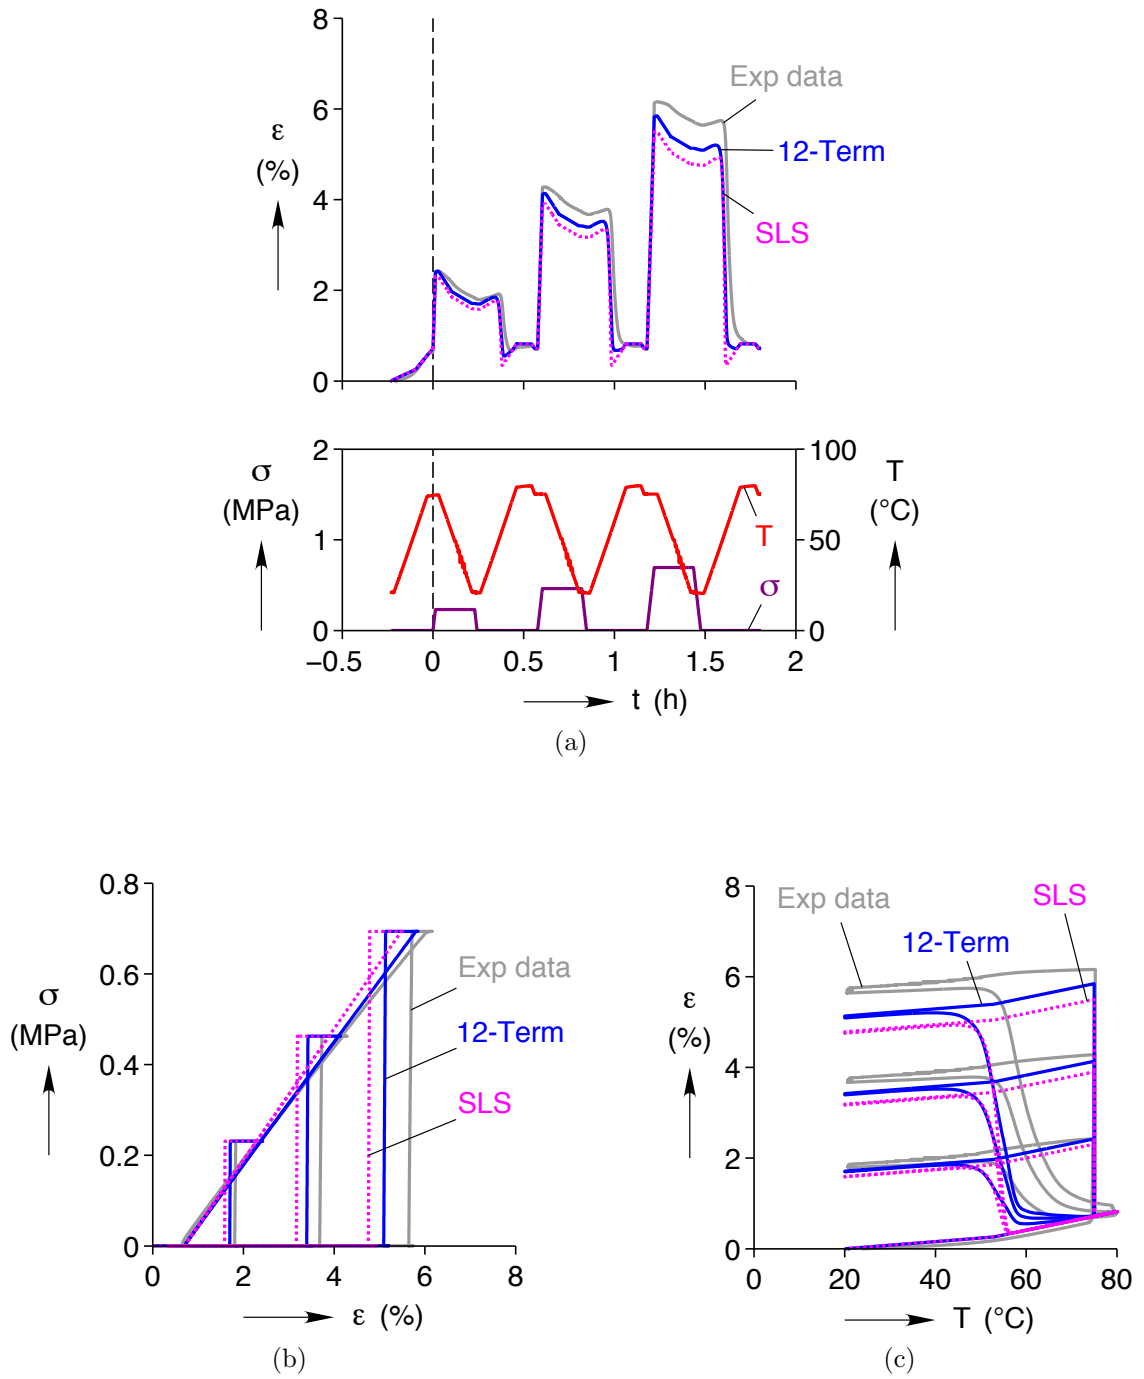 8
Exp data
6
ε
12-Term
(%)
4
SLS
2
0
2
100
σ
T
(MPa)
(°C)
1
50
T
σ
0
0
−0.5
0
0.5
1
1.5
2
t (h)
(a)
0.8
0.6
σ
Exp data
(MPa)
12-Term
0.4
SLS
0.2
0
0
2
4
6
8
ε (%)
(b)
8
Exp data
SLS
12-Term
6
ε
(%)
4
2
0
0
20
40
60
80
T (°C)
(c)